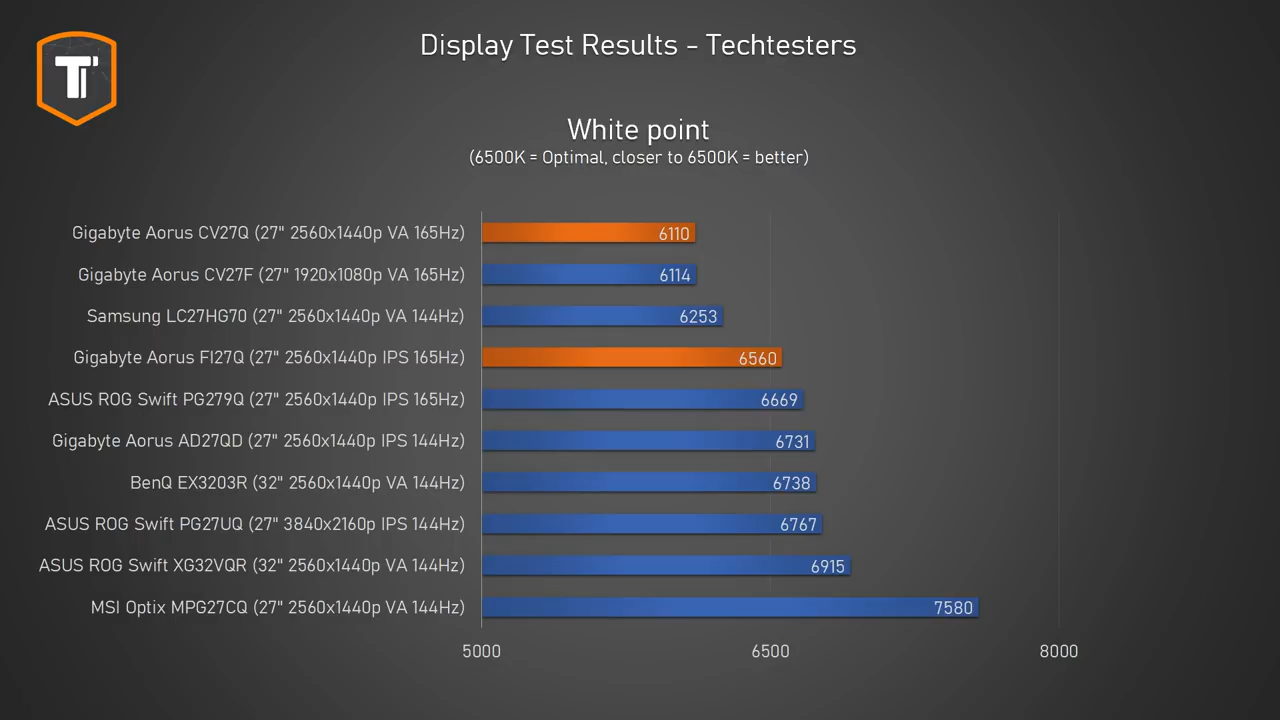 Display Test Results - Techtesters
White point
(6500K = Optimal, closer to 6500K = better)
Gigabyte Aorus CV27Q (27" 2560x1440p VA 165Hz) 6110
Gigabyte Aorus CV27F (27" 1920x1080p VA 165Hz) 6114
Samsung LC27HG70 (27" 2560x1440p VA 144Hz) 6253
Gigabyte Aorus FI27Q (27" 2560x1440p IPS 165Hz) 6560
ASUS ROG Swift PG279Q (27" 2560x1440p IPS 165Hz) 6669
Gigabyte Aorus AD27QD (27" 2560x1440p IPS 144Hz) 6731
BenQ EX3203R (32" 2560x1440p VA 144Hz) 6738
ASUS ROG Swift PG27UQ (27" 3840x2160p IPS 144Hz) 6767
ASUS ROG Swift XG32VQR (32" 2560x1440p VA 144Hz) 6915
MSI Optix MPG27CQ (27" 2560x1440p VA 144Hz) 7580
5000 6500 8000